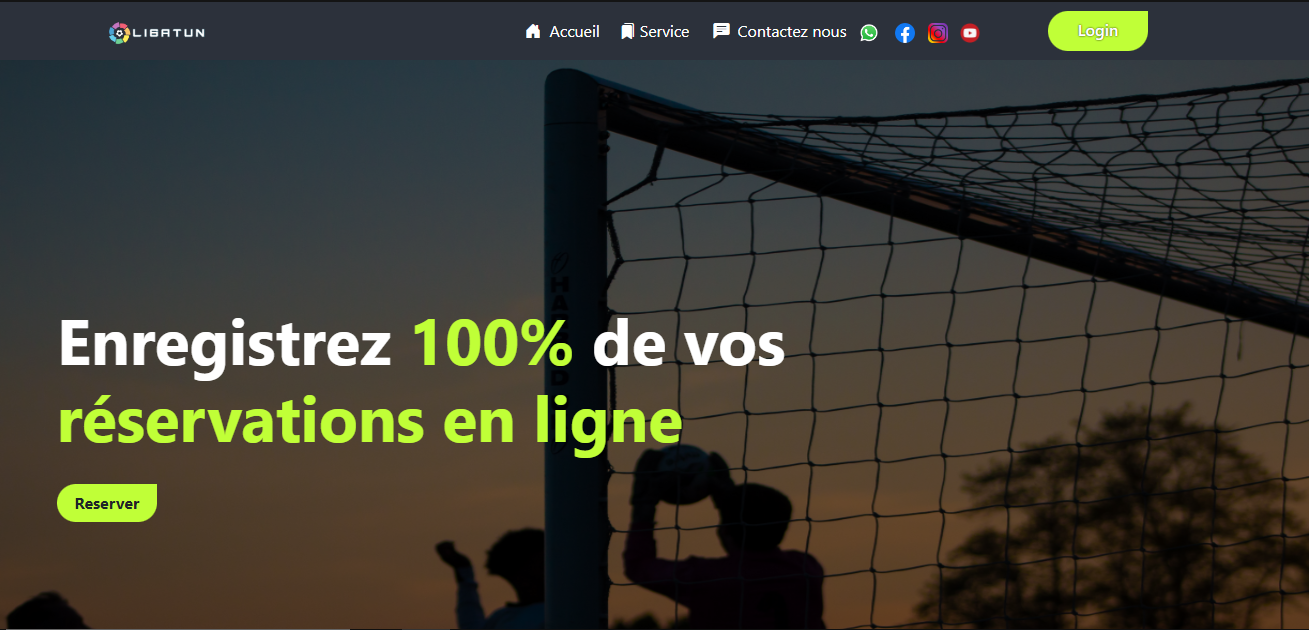 LIGATUN
Accueil
Service
Contactez nous
Login
Enregistrez 100% de vos
réservations en ligne
Reserver